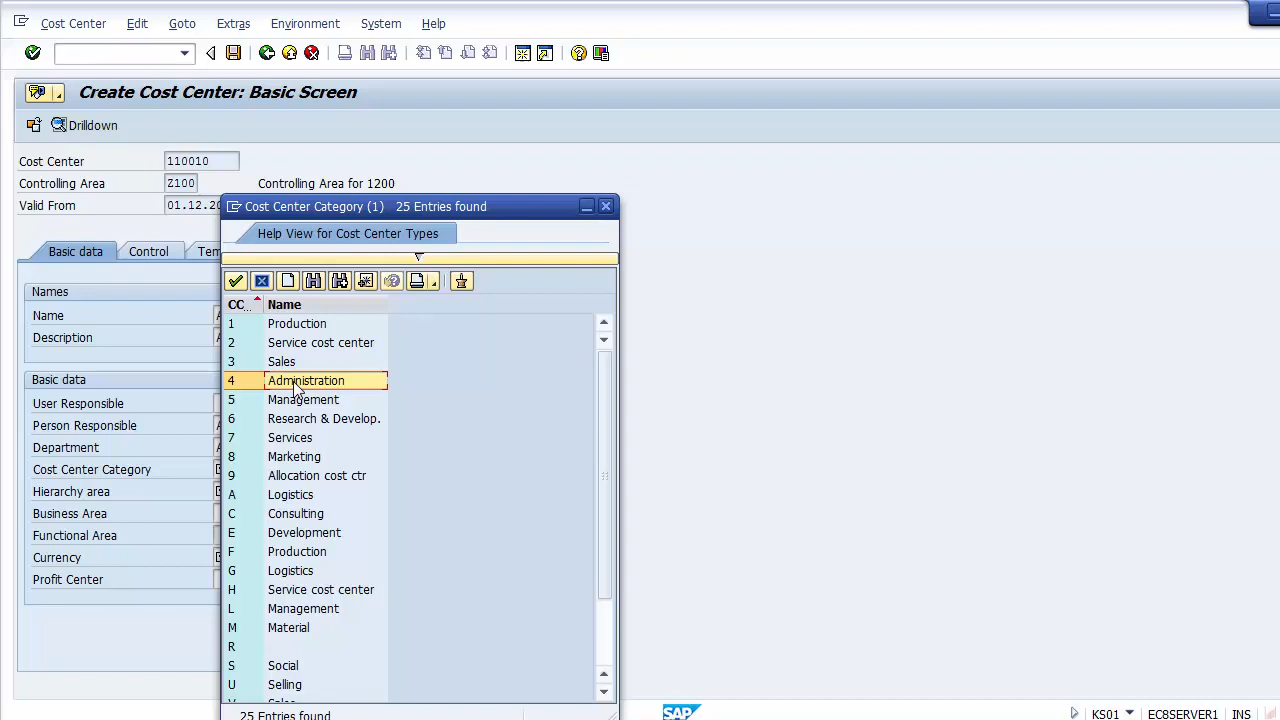 Cost Center Edit Goto Extras Environment System Help
Create Cost Center: Basic Screen
Drilldown
Cost Center 110010
Controlling Area Z100 Controlling Area for 1200
Valid From 01.12.20
Cost Center Category (1) 25 Entries found
Help View for Cost Center Types
Basic data Control Tem
Names
Name A
Description A
Basic data
User Responsible
Person Responsible A
Department A
Cost Center Category
Hierarchy area
Business Area
Functional Area
Currency
Profit Center
CC... Name
1 Production
2 Service cost center
3 Sales
4 Administration
5 Management
6 Research & Develop.
7 Services
8 Marketing
9 Allocation cost ctr
A Logistics
C Consulting
E Development
F Production
G Logistics
H Service cost center
L Management
M Material
R
S Social
U Selling
V Sales
25 Entries found
SAP
KS01 EC8SERVER1 INS